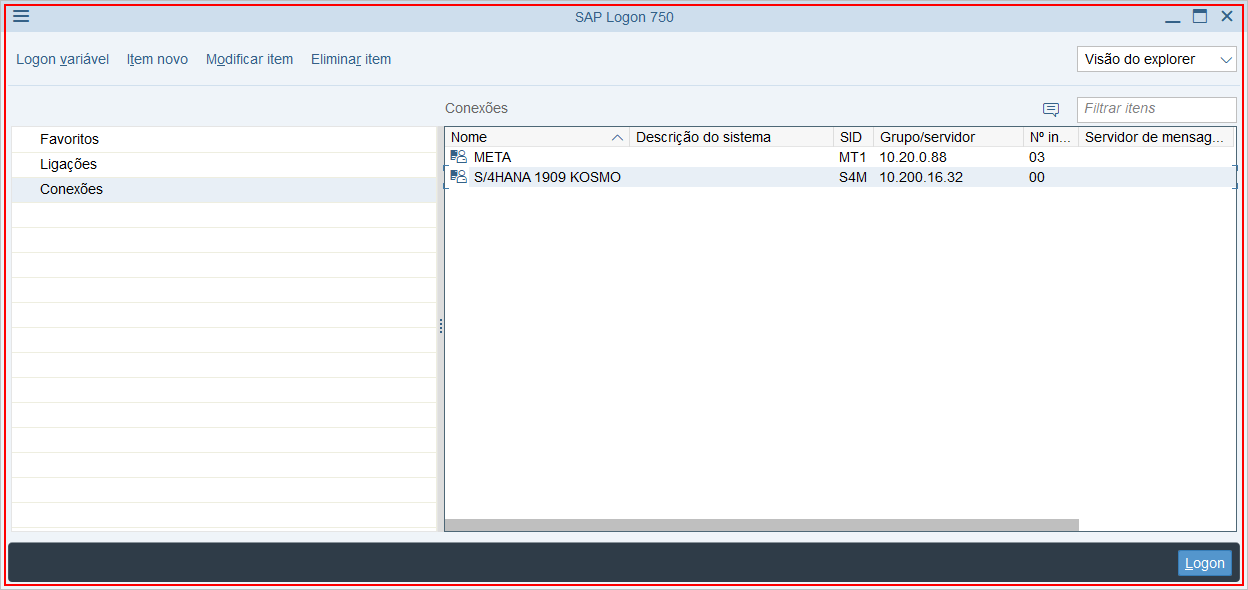 SAP Logon 750
Logon variável Item novo Modificar item Eliminar item Visão do explorer
Conexões Filtrar itens
Favoritos
Ligações
Conexões
Nome Descrição do sistema SID Grupo/servidor Nº in... Servidor de mensag...
META MT1 10.20.0.88 03
S/4HANA 1909 KOSMO S4M 10.200.16.32 00
Logon